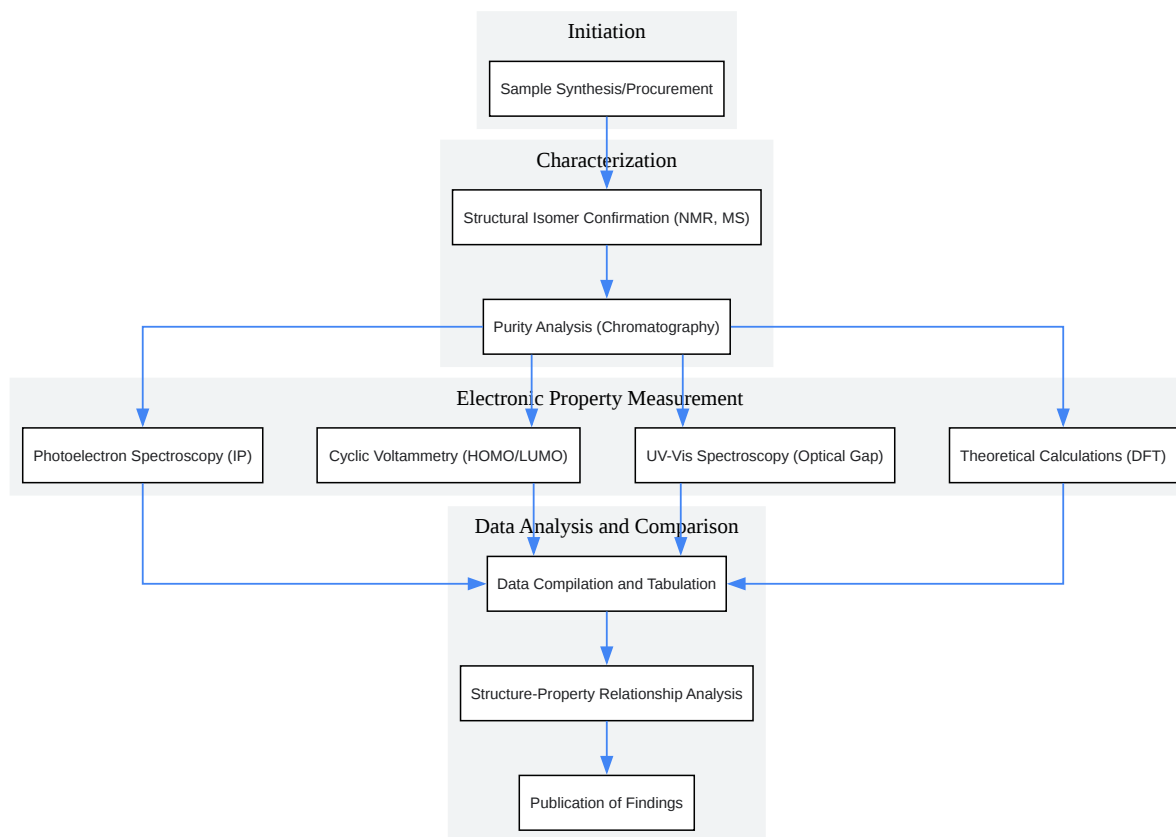 Initiation
Sample Synthesis/Procurement
Characterization
Structural Isomer Confirmation (NMR, MS)
Purity Analysis (Chromatography)
Electronic Property Measurement
Photoelectron Spectroscopy (IP)
Cyclic Voltammetry (HOMO/LUMO)
UV-Vis Spectroscopy (Optical Gap)
Theoretical Calculations (DFT)
Data Analysis and Comparison
Data Compilation and Tabulation
Structure-Property Relationship Analysis
Publication of Findings